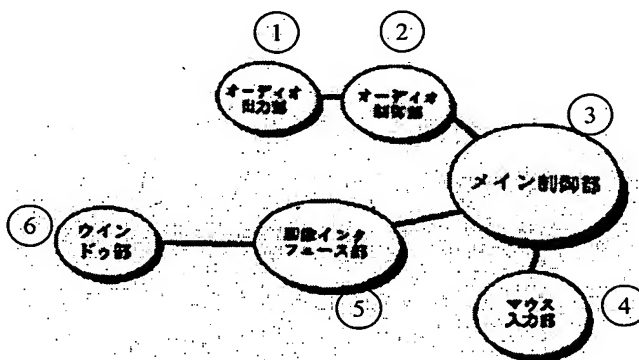 ①
②
オーディオ
出力部
オーディオ
制御部
③
メイン制御部
⑥
ウイン
ドゥ部
画像インタ
フェース部
⑤
マウス
入力部
④